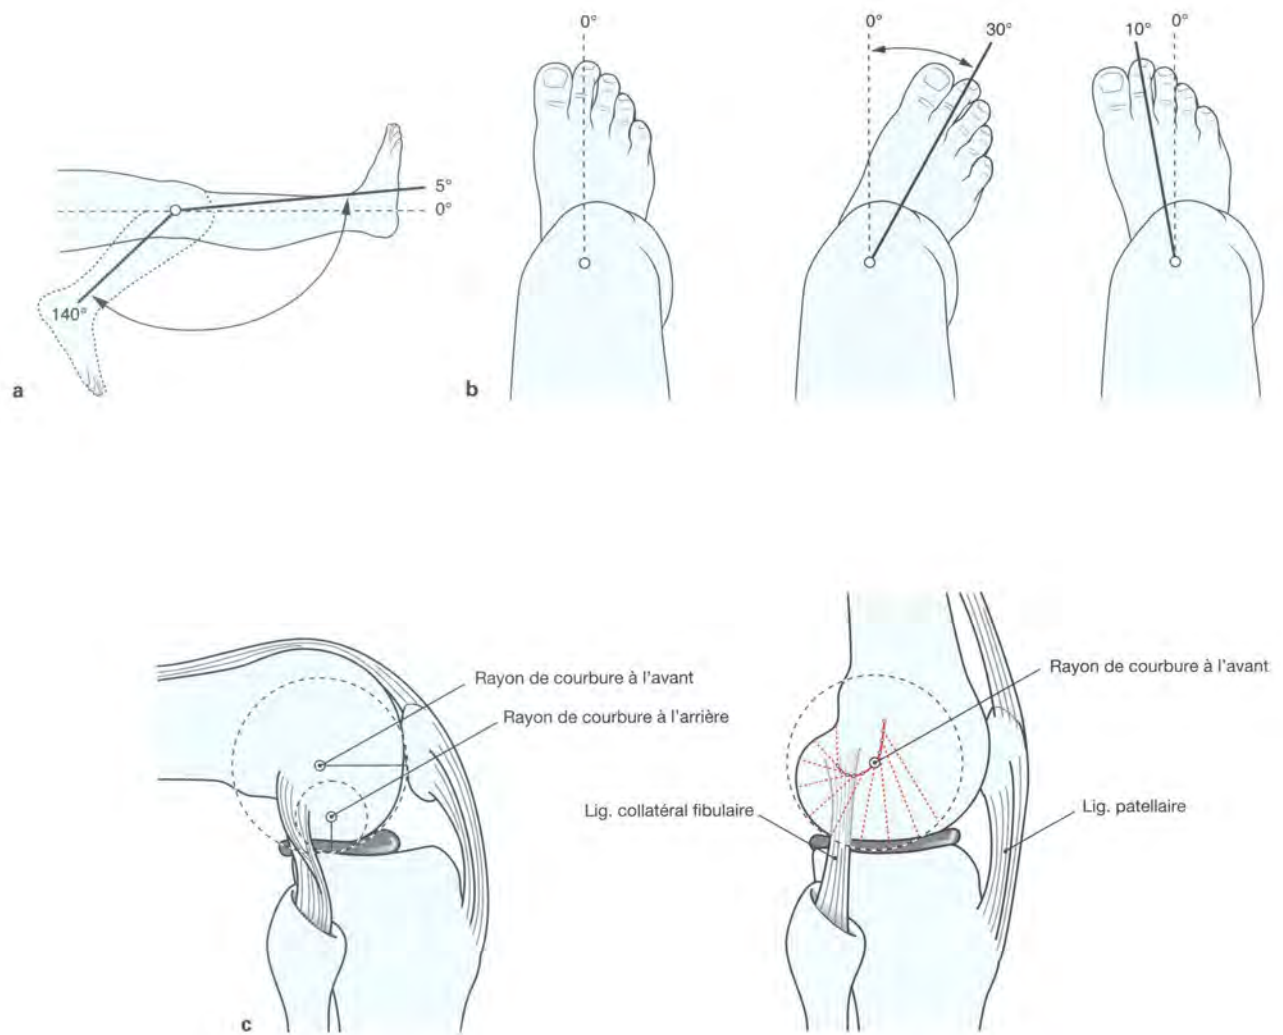 5°
0°
140°
a
0°
0°
30°
10°
0°
b
Rayon de courbure à l'avant
Rayon de courbure à l'arrière
c
Rayon de courbure à l'avant
Lig. collatéral fibulaire
Lig. patellaire